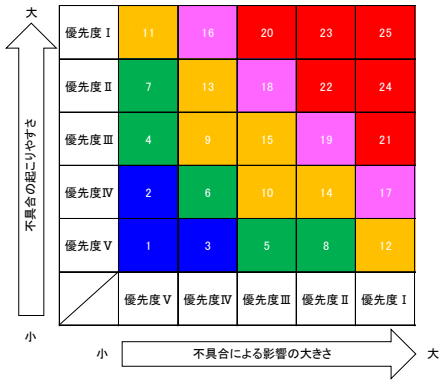 大
優先度Ⅰ 11 16 20 23 25
優先度Ⅱ 7 13 18 22 24
優先度Ⅲ 4 9 15 19 21
優先度Ⅳ 2 6 10 14 17
優先度Ⅴ 1 3 5 8 12
優先度Ⅴ 優先度Ⅳ 優先度Ⅲ 優先度Ⅱ 優先度Ⅰ
不具合の起こりやすさ
小
小 不具合による影響の大きさ 大